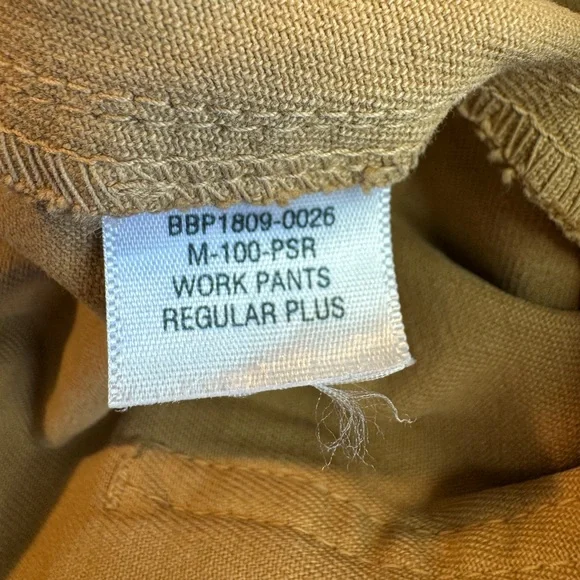 BBP1809-0026
M-100-PSR
WORK PANTS
REGULAR PLUS